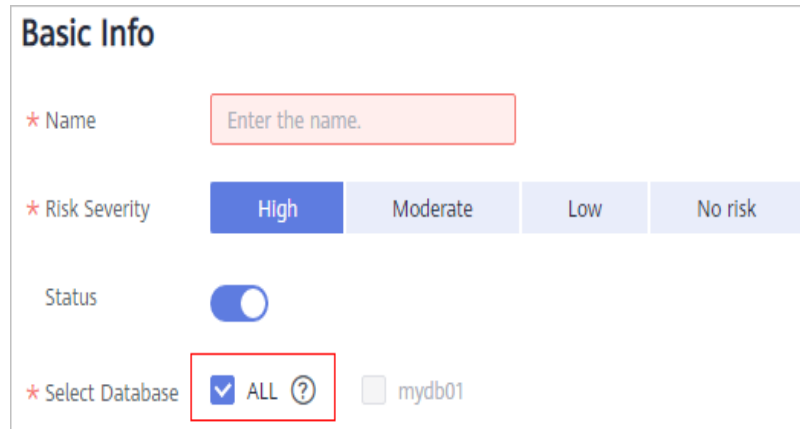 Basic Info
* Name Enter the name.
* Risk Severity High Moderate Low No risk
Status
* Select Database ALL ? mydb01